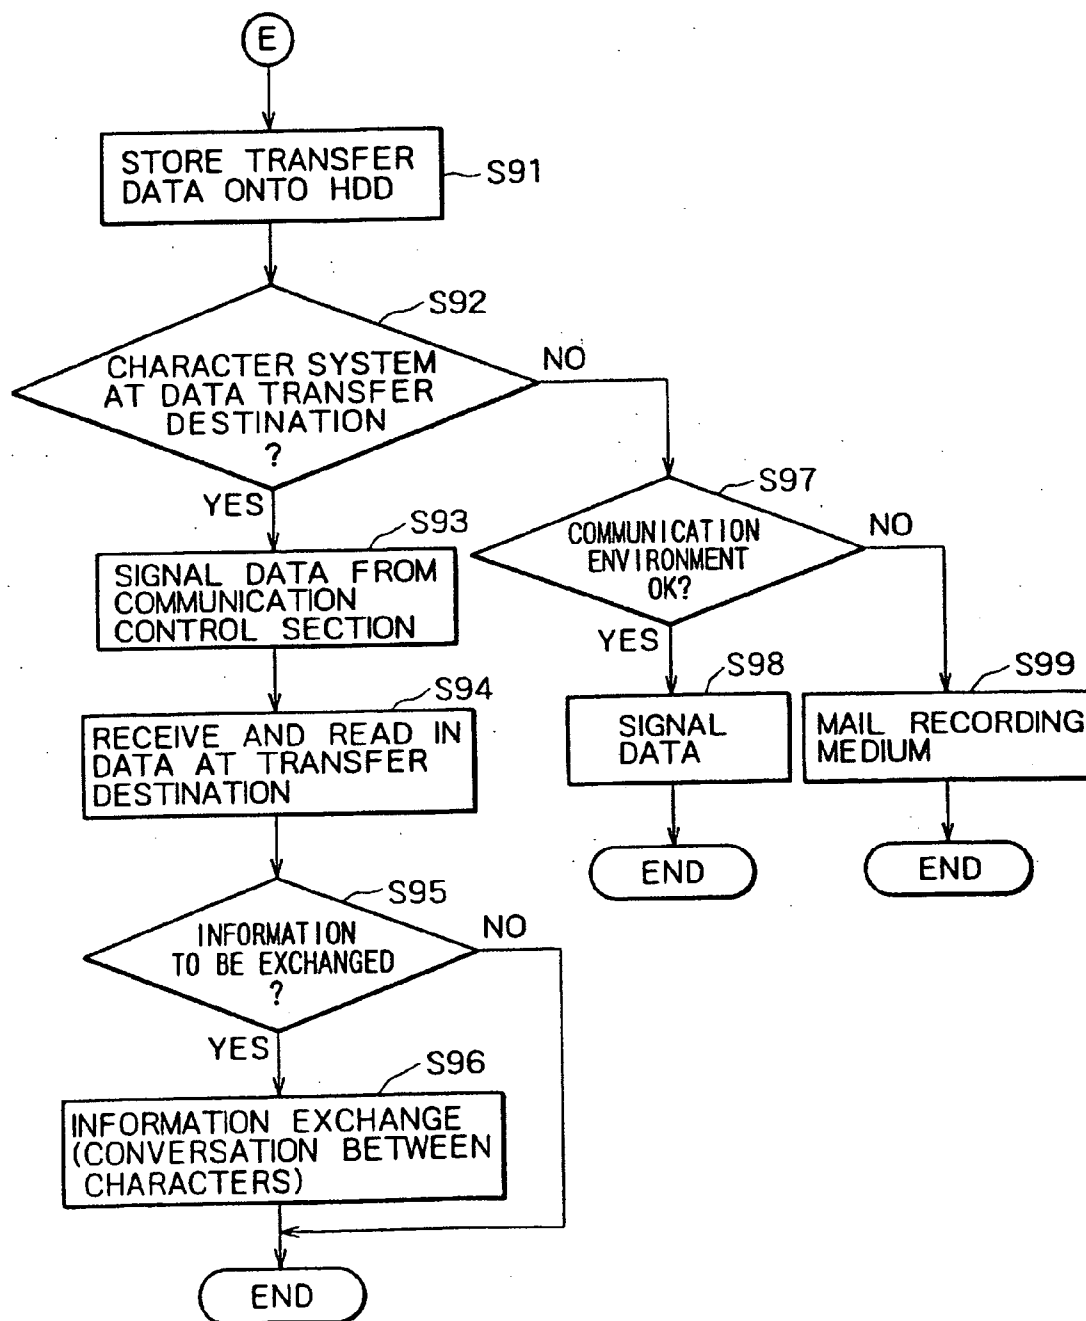 E
STORE TRANSFER
DATA ONTO HDD
S91
S92
CHARACTER SYSTEM
AT DATA TRANSFER
DESTINATION
?
NO
YES
S93
SIGNAL DATA FROM
COMMUNICATION
CONTROL SECTION
S94
RECEIVE AND READ IN
DATA AT TRANSFER
DESTINATION
S95
INFORMATION
TO BE EXCHANGED
?
NO
YES
S96
INFORMATION EXCHANGE
(CONVERSATION BETWEEN
CHARACTERS)
END
S97
COMMUNICATION
ENVIRONMENT
OK?
NO
YES
S98
SIGNAL
DATA
END
S99
MAIL RECORDING
MEDIUM
END